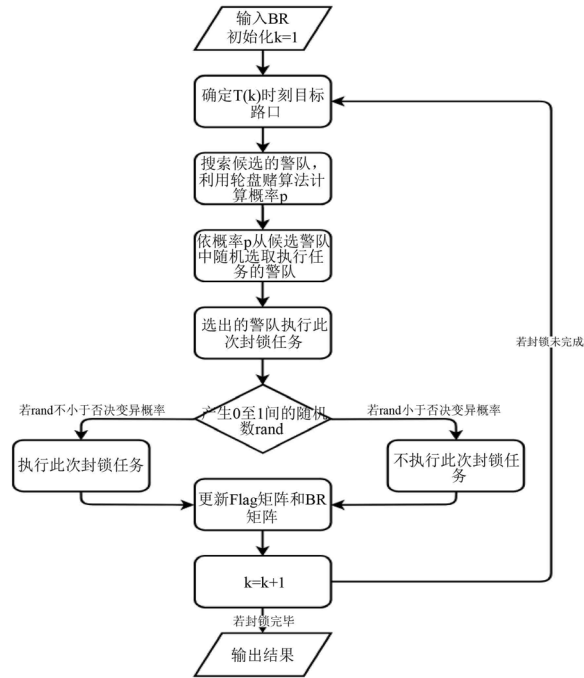 输入BR
初始化k=1
确定T(k)时刻目标
路口
搜索候选的警队,
利用轮盘赌算法计
算概率p
依概率p从候选警队
中随机选取执行任
务的警队
选出的警队执行此
次封锁任务
若封锁未完成
若rand不小于否决变异概率
产生0至1间的随机
数rand
若rand小于否决变异概率
执行此次封锁任务
不执行此次封锁任
务
更新Flag矩阵和BR
矩阵
k=k+1
若封锁完毕
输出结果